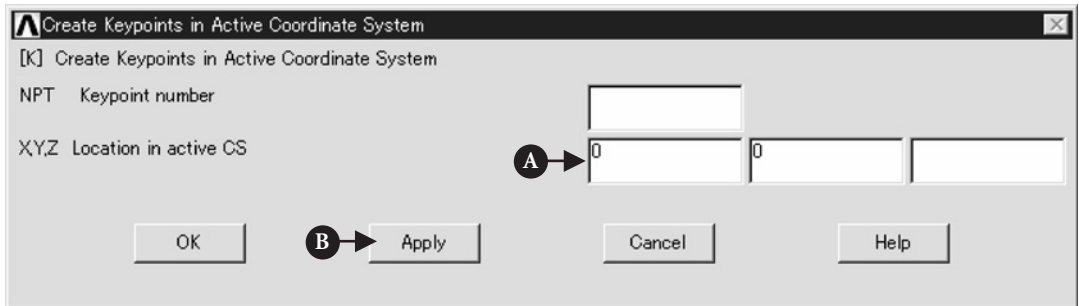 Create Keypoints in Active Coordinate System
[K] Create Keypoints in Active Coordinate System
NPT Keypoint number
X,Y,Z Location in active CS A 0 0
OK B Apply Cancel Help